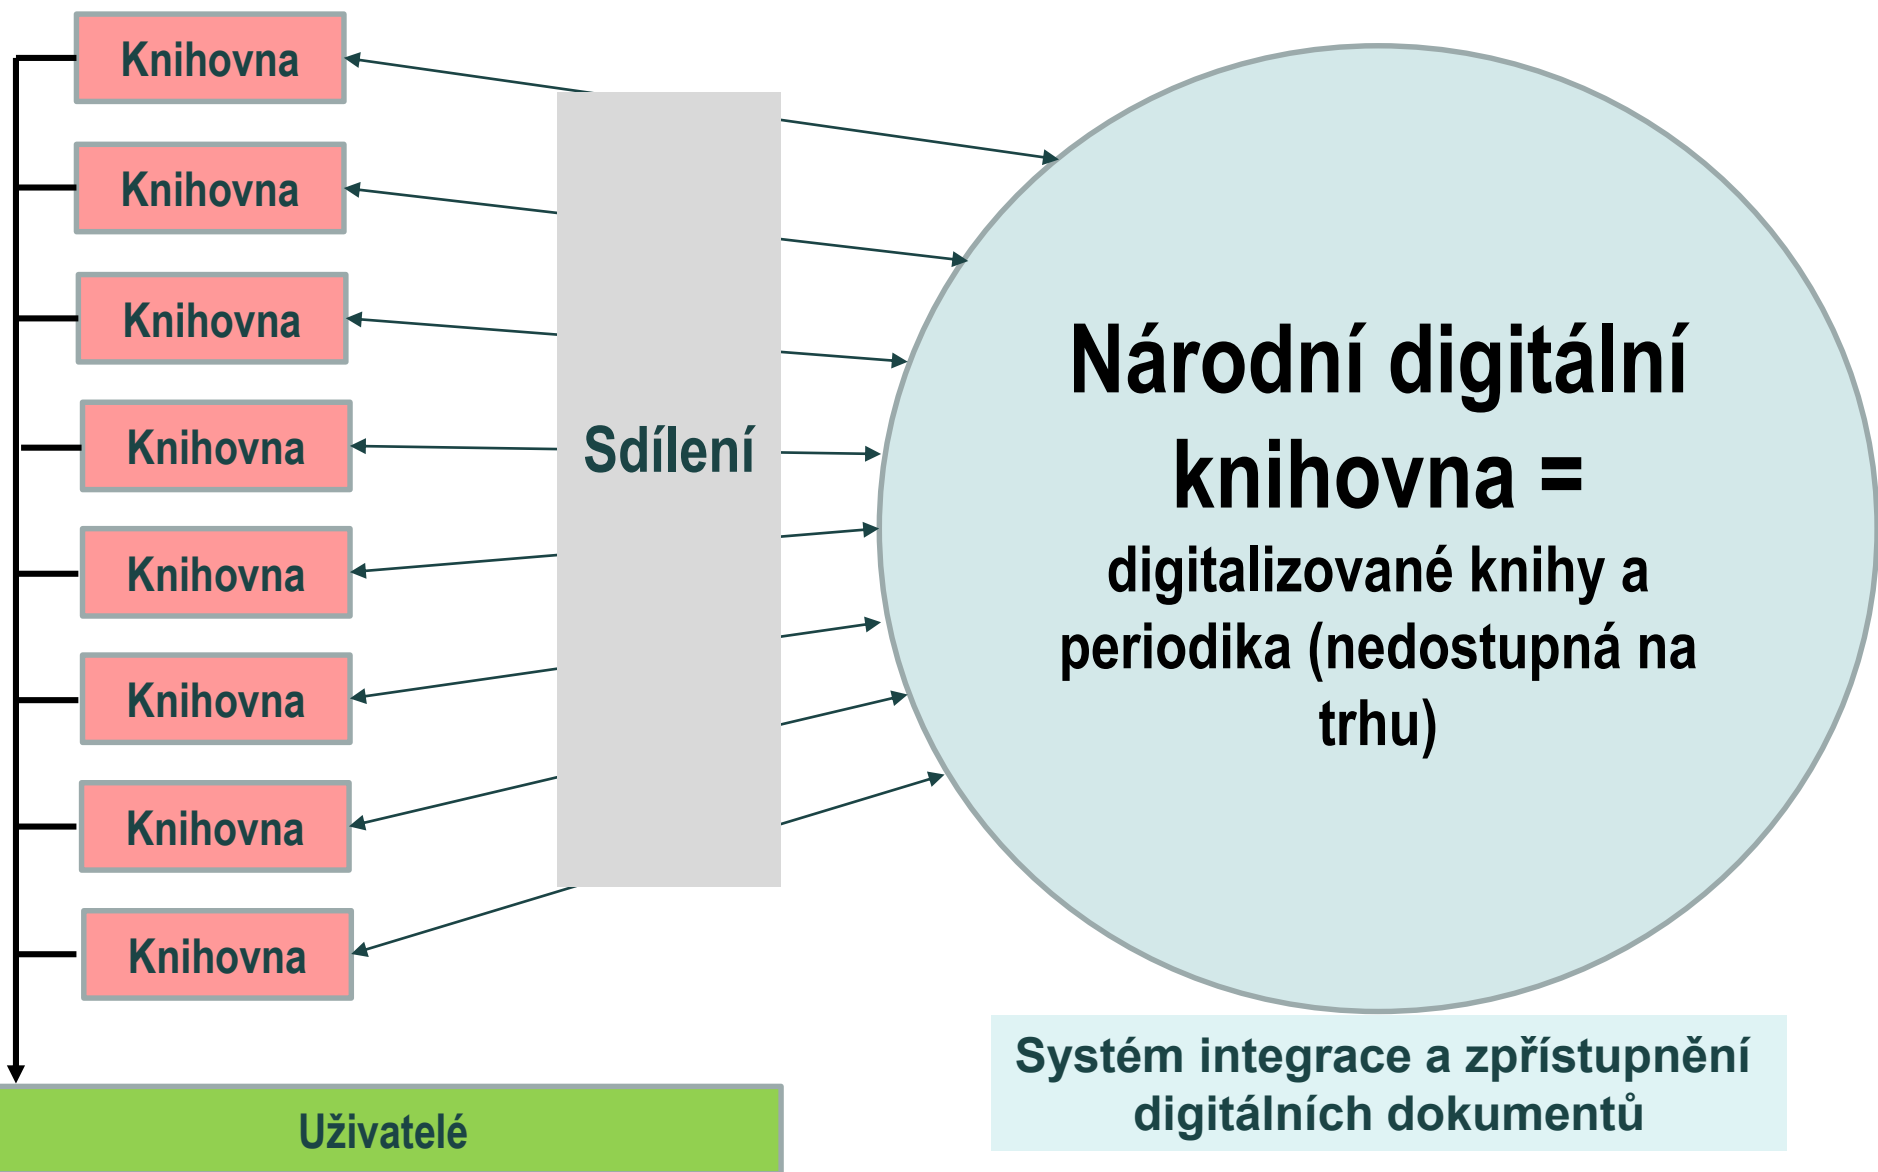 Knihovna
Knihovna
Knihovna
Knihovna
Knihovna
Knihovna
Knihovna
Knihovna
Sdílení
Národní digitální
knihovna =
digitalizované knihy a
periodika (nedostupná na
trhu)
Systém integrace a zpřístupnění
digitálních dokumentů
Uživatelé